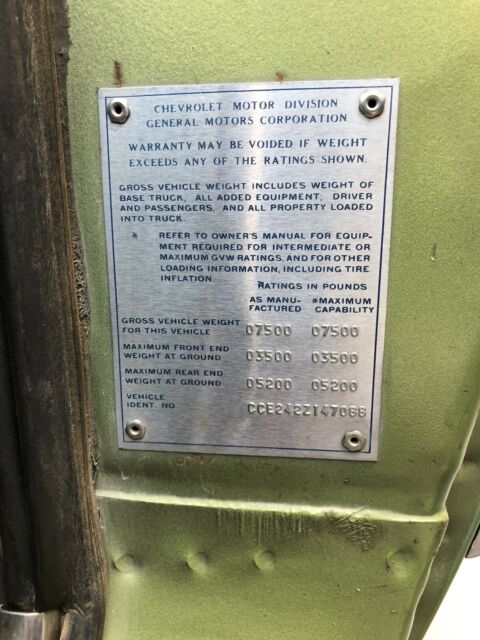 CHEVROLET MOTOR DIVISION
GENERAL MOTORS CORPORATION
WARRANTY MAY BE VOIDED IF WEIGHT
EXCEEDS ANY OF THE RATINGS SHOWN.
GROSS VEHICLE WEIGHT INCLUDES WEIGHT OF
BASE TRUCK, ALL ADDED EQUIPMENT, DRIVER
AND PASSENGERS, AND ALL PROPERTY LOADED
INTO TRUCK.
* REFER TO OWNER'S MANUAL FOR EQUIP-
MENT REQUIRED FOR INTERMEDIATE OR
MAXIMUM GVW RATINGS, AND FOR OTHER
LOADING INFORMATION, INCLUDING TIRE
INFLATION.
RATINGS IN POUNDS
AS MANU- *MAXIMUM
FACTURED CAPABILITY
GROSS VEHICLE WEIGHT
FOR THIS VEHICLE 07500 07500
MAXIMUM FRONT END
WEIGHT AT GROUND 03500 03500
MAXIMUM REAR END
WEIGHT AT GROUND 05200 05200
VEHICLE
IDENT. NO. CCE242Z147066